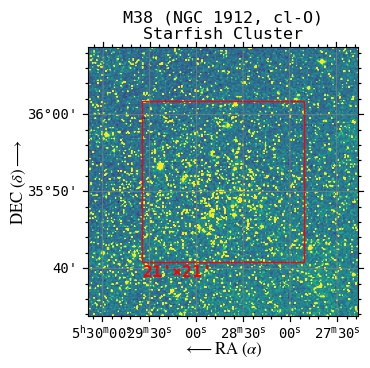 M38 (NGC 1912, cl-O)
Starfish Cluster
36°00'
35°50'
40'
DEC (δ) ⟶
21'×21'
5ʰ30ᵐ00ˢ 29ᵐ30ˢ 00ˢ 28ᵐ30ˢ 00ˢ 27ᵐ30ˢ
⟵ RA (α)